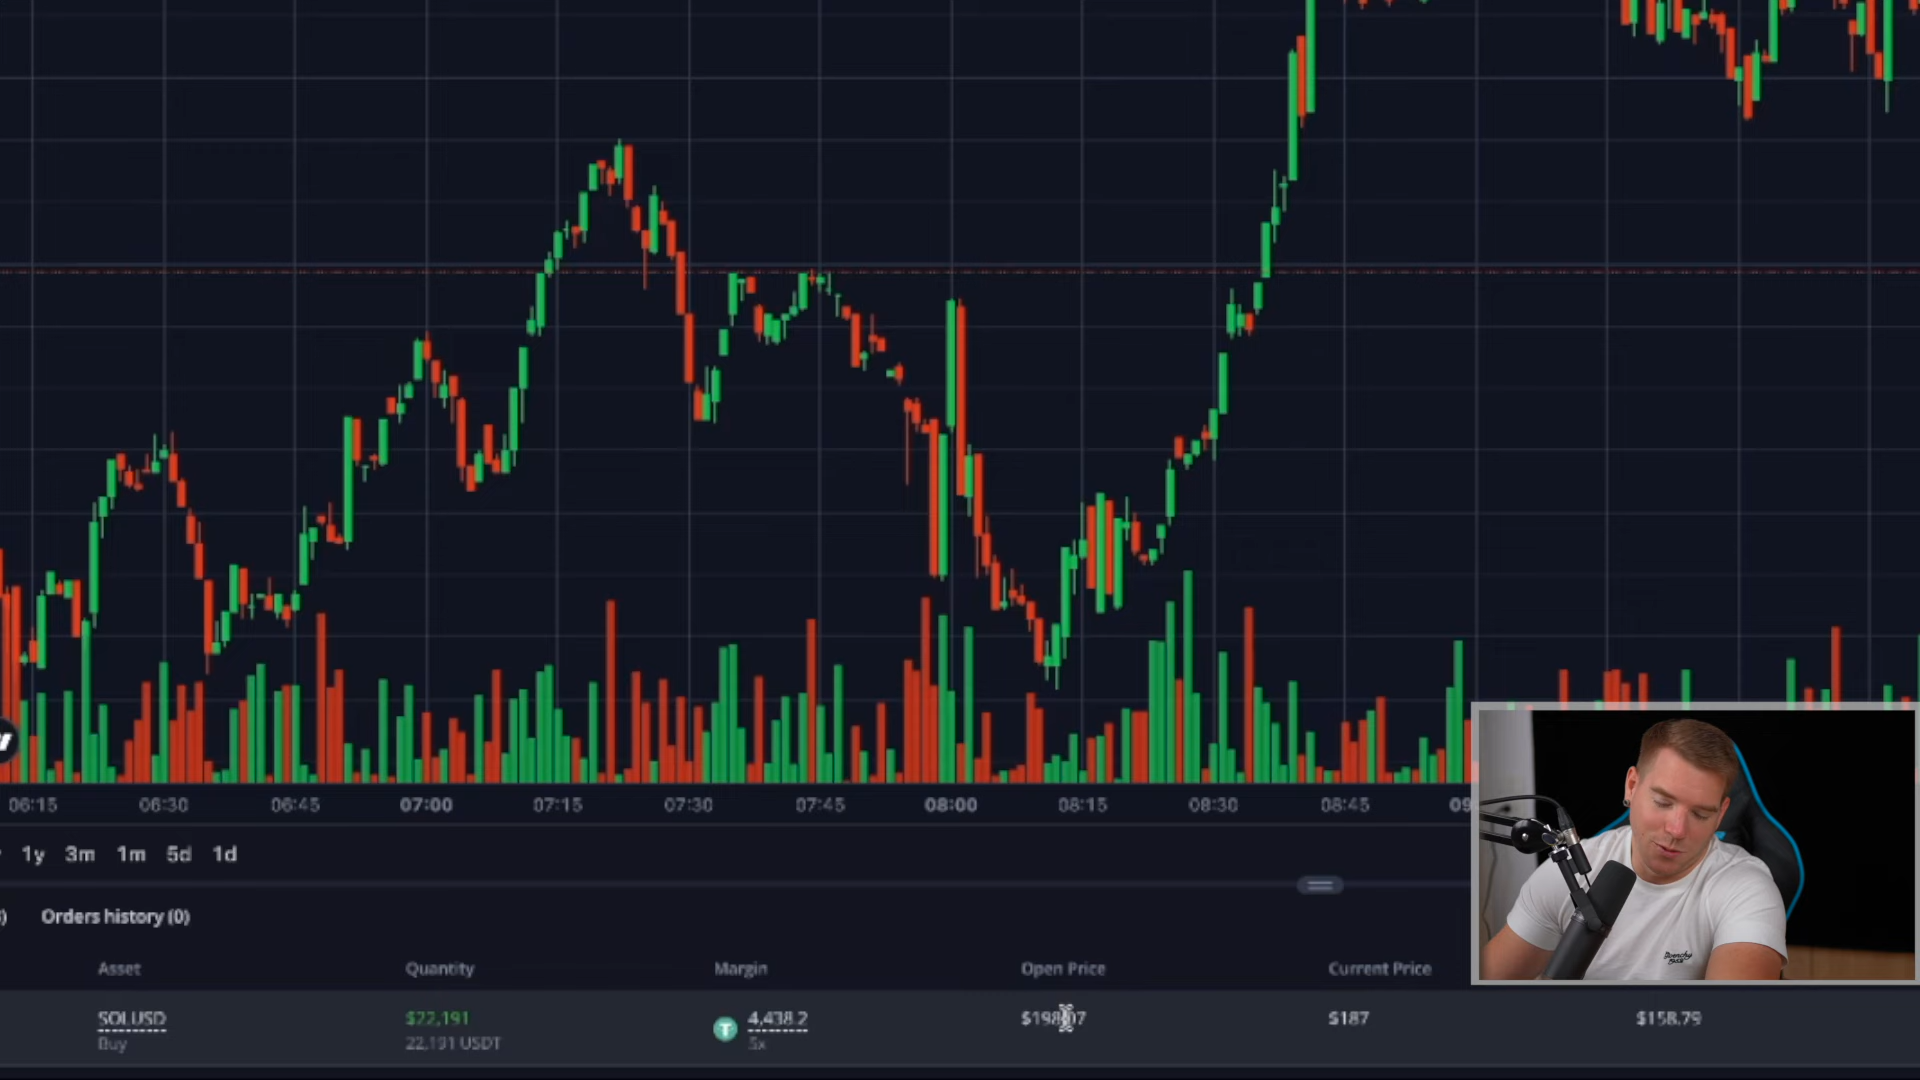 06:15 06:30 06:45 07:00 07:15 07:30 07:45 08:00 08:15 08:30 08:45
1y 3m 1m 5d 1d
Orders history (0)
Asset Quantity Margin Open Price Current Price
SOLUSD $22,191 4,438.2 $187 $158.79
Buy 22,191 USDT 5x